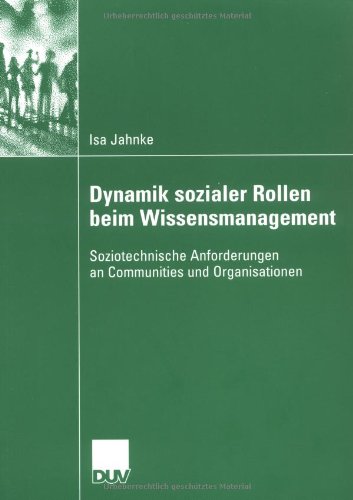 Urheberrechtlich geschütztes Material
Isa Jahnke
Dynamik sozialer Rollen
beim Wissensmanagement
Soziotechnische Anforderungen
an Communities und Organisationen
DUV
Urheberrechtlich geschütztes Material